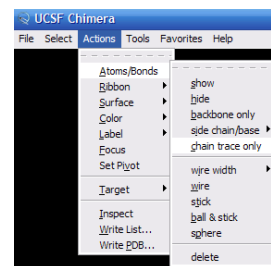 UCSF Chimera
File Select Actions Tools Favorites Help
Atoms/Bonds
Ribbon
Surface
Color
Label
Focus
Set Pivot
Target
Inspect
Write List...
Write PDB...
show
hide
backbone only
side chain/base
chain trace only
wire width
wire
stick
ball & stick
sphere
delete